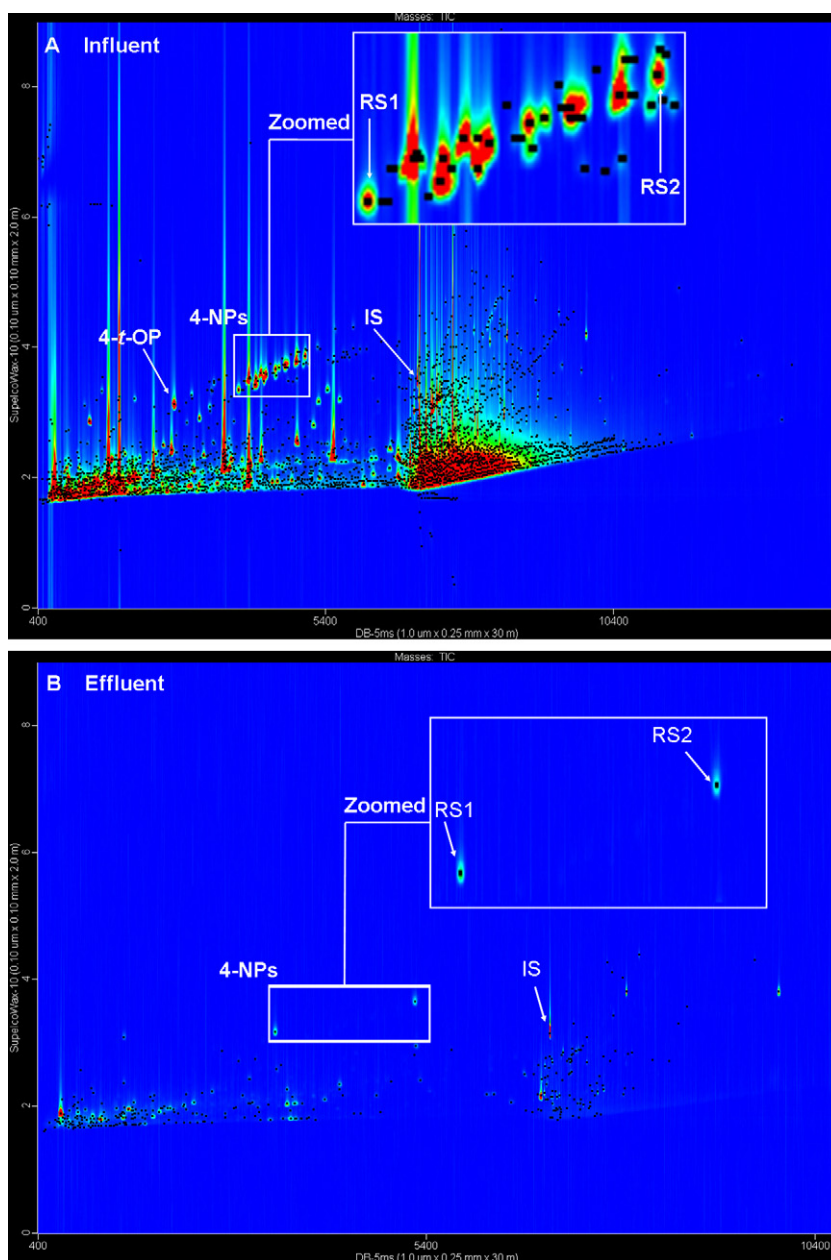 Masses: TIC
A Influent
Zoomed
RS1
RS2
4-t-OP
4-NPs
IS
SupelcoWax-10 (0.10 um x 0.10 mm x 2.0 m)
8
6
4
2
0
400
5400
10400
DB-5ms (1.0 um x 0.25 mm x 30 m)
Masses: TIC
B Effluent
RS2
Zoomed
RS1
4-NPs
IS
SupelcoWax-10 (0.10 um x 0.10 mm x 2.0 m)
8
6
4
2
0
400
5400
10400
DB-5ms (1.0 um x 0.25 mm x 30 m)